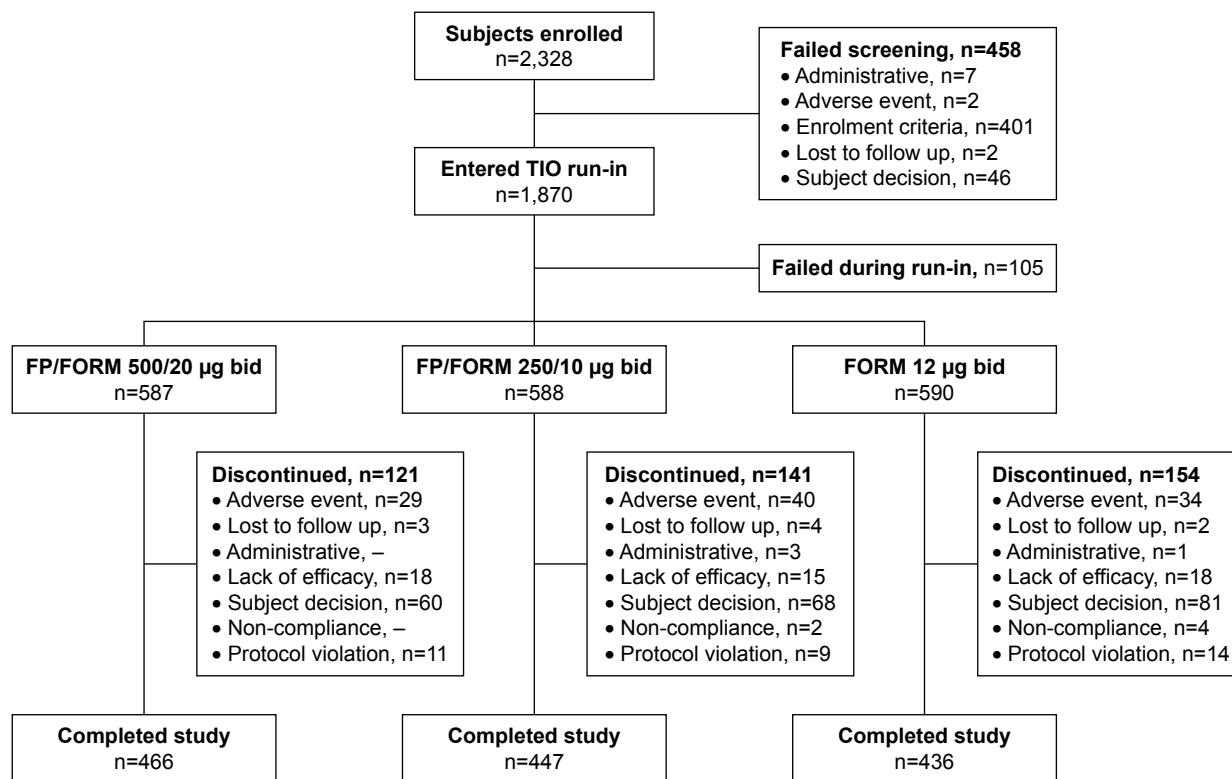 Subjects enrolled
n=2,328
Failed screening, n=458
• Administrative, n=7
• Adverse event, n=2
• Enrolment criteria, n=401
• Lost to follow up, n=2
• Subject decision, n=46
Entered TIO run-in
n=1,870
Failed during run-in, n=105
FP/FORM 500/20 µg bid
n=587
FP/FORM 250/10 µg bid
n=588
FORM 12 µg bid
n=590
Discontinued, n=121
• Adverse event, n=29
• Lost to follow up, n=3
• Administrative, –
• Lack of efficacy, n=18
• Subject decision, n=60
• Non-compliance, –
• Protocol violation, n=11
Discontinued, n=141
• Adverse event, n=40
• Lost to follow up, n=4
• Administrative, n=3
• Lack of efficacy, n=15
• Subject decision, n=68
• Non-compliance, n=2
• Protocol violation, n=9
Discontinued, n=154
• Adverse event, n=34
• Lost to follow up, n=2
• Administrative, n=1
• Lack of efficacy, n=18
• Subject decision, n=81
• Non-compliance, n=4
• Protocol violation, n=14
Completed study
n=466
Completed study
n=447
Completed study
n=436